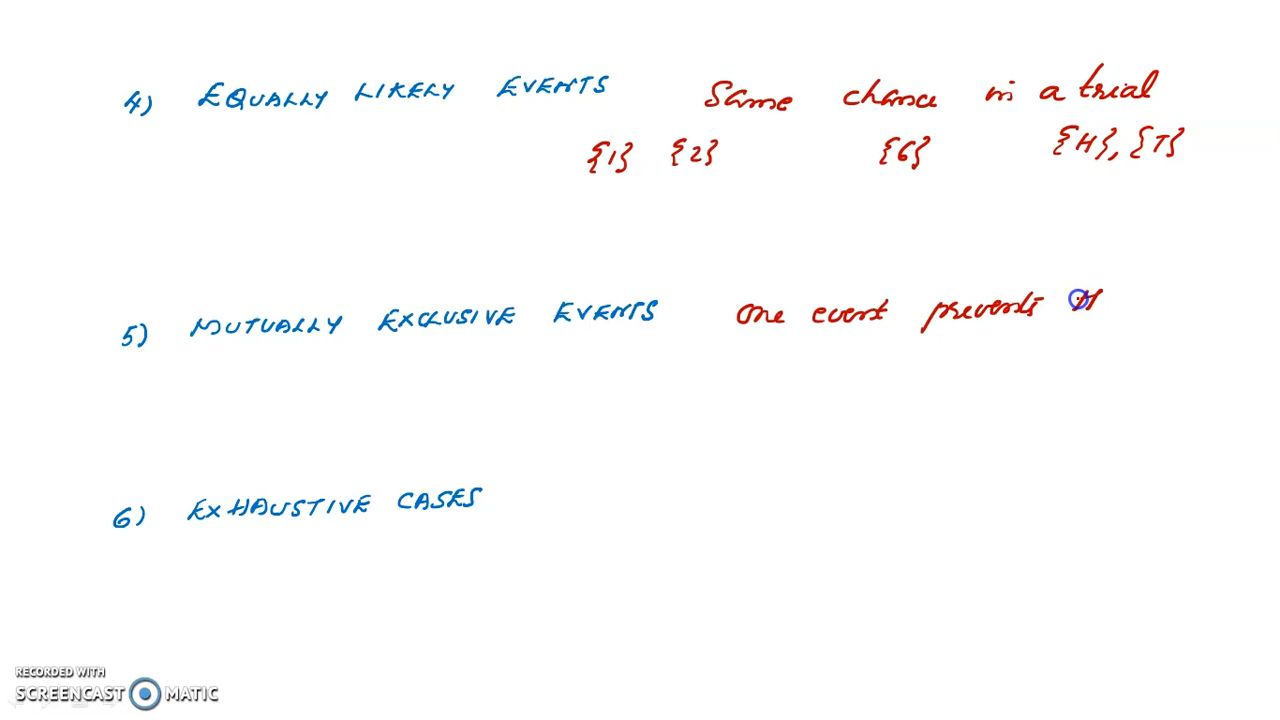 4) EQUALLY LIKELY EVENTS Same chance in a trial
{1} {2} {6} {H}, {T}
5) MUTUALLY EXCLUSIVE EVENTS One event prevents
6) EXHAUSTIVE CASES
RECORDED WITH
SCREENCAST MATIC